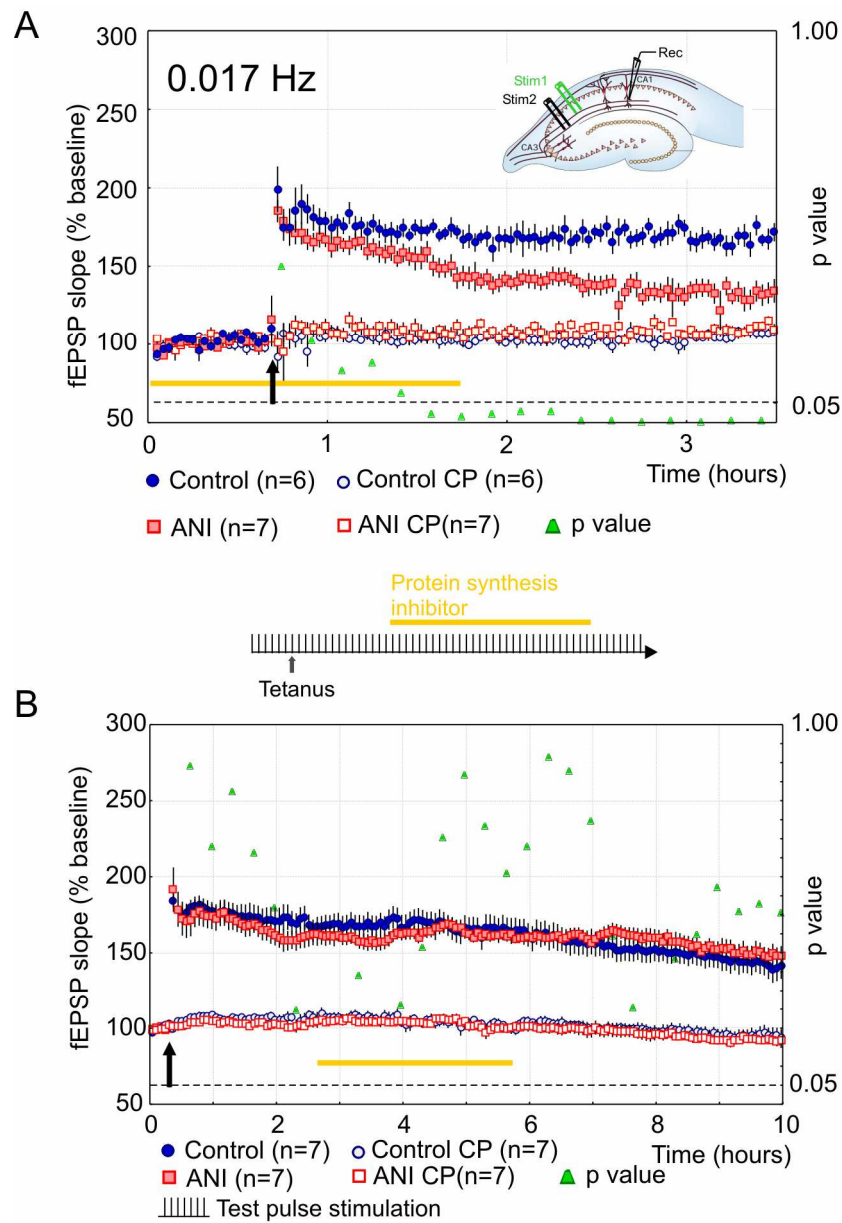 A
300
1.00
0.017 Hz
Rec
Stim1
CA1
Stim2
CA3
250
200
150
100
50
fEPSP slope (% baseline)
p value
0.05
0
1
2
3
Time (hours)
Control (n=6)
Control CP (n=6)
ANI (n=7)
ANI CP(n=7)
p value
Protein synthesis
inhibitor
Tetanus
B
300
1.00
250
200
150
100
50
fEPSP slope (% baseline)
p value
0.05
0
2
4
6
8
10
Time (hours)
Control (n=7)
Control CP (n=7)
ANI (n=7)
ANI CP(n=7)
p value
Test pulse stimulation